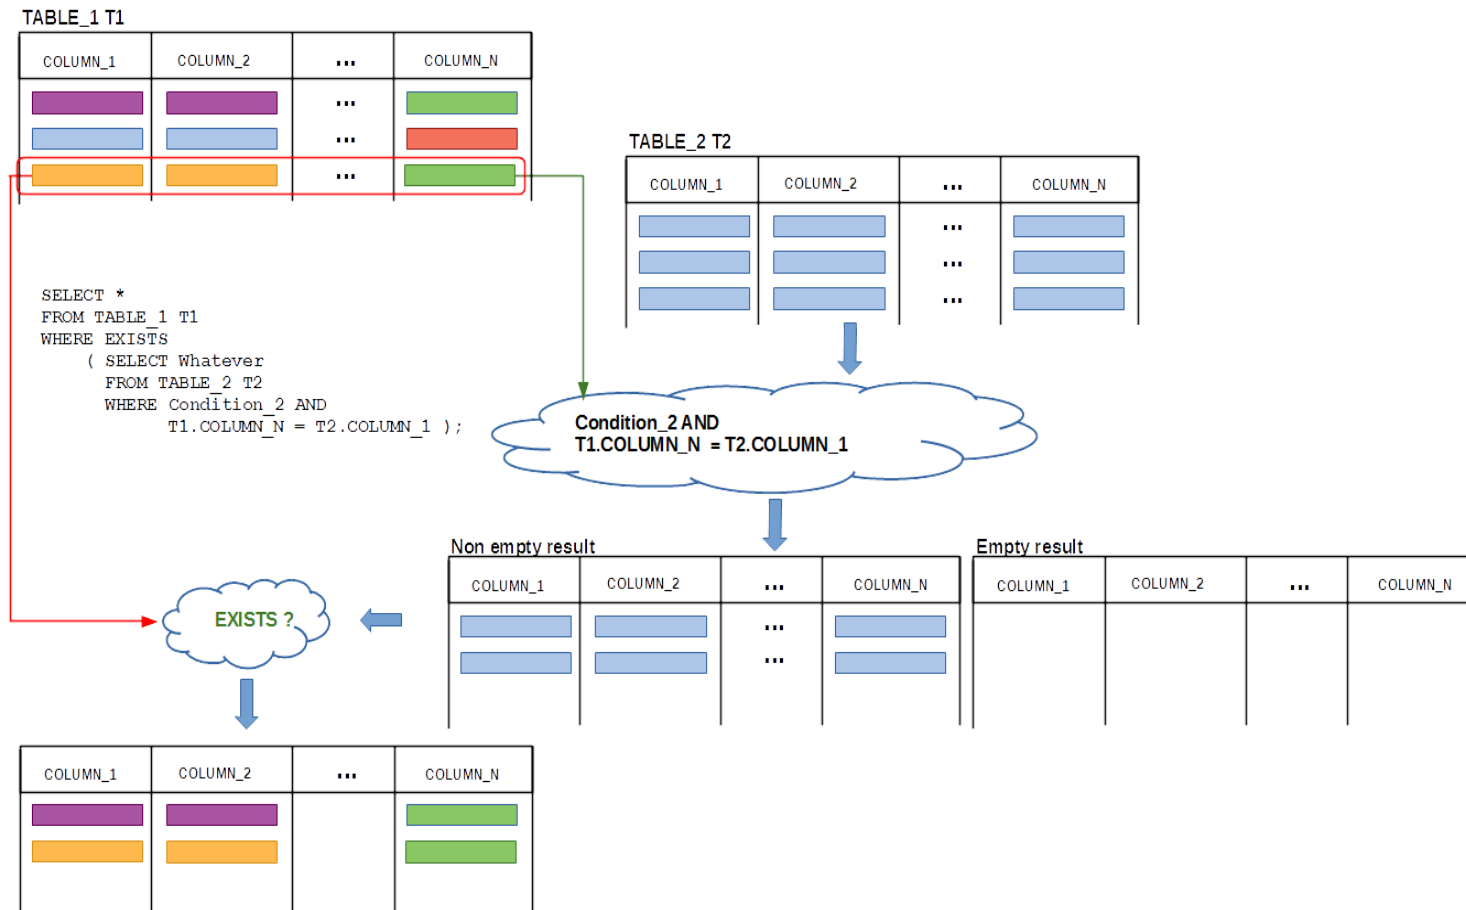 TABLE_1 T1
COLUMN_1 COLUMN_2 ... COLUMN_N
...
...
...
TABLE_2 T2
COLUMN_1 COLUMN_2 ... COLUMN_N
...
...
...
SELECT *
FROM TABLE_1 T1
WHERE EXISTS
( SELECT Whatever
FROM TABLE_2 T2
WHERE Condition_2 AND
T1.COLUMN_N = T2.COLUMN_1 );
Condition_2 AND
T1.COLUMN_N = T2.COLUMN_1
Non empty result
COLUMN_1 COLUMN_2 ... COLUMN_N
...
...
Empty result
COLUMN_1 COLUMN_2 ... COLUMN_N
EXISTS ?
COLUMN_1 COLUMN_2 ... COLUMN_N